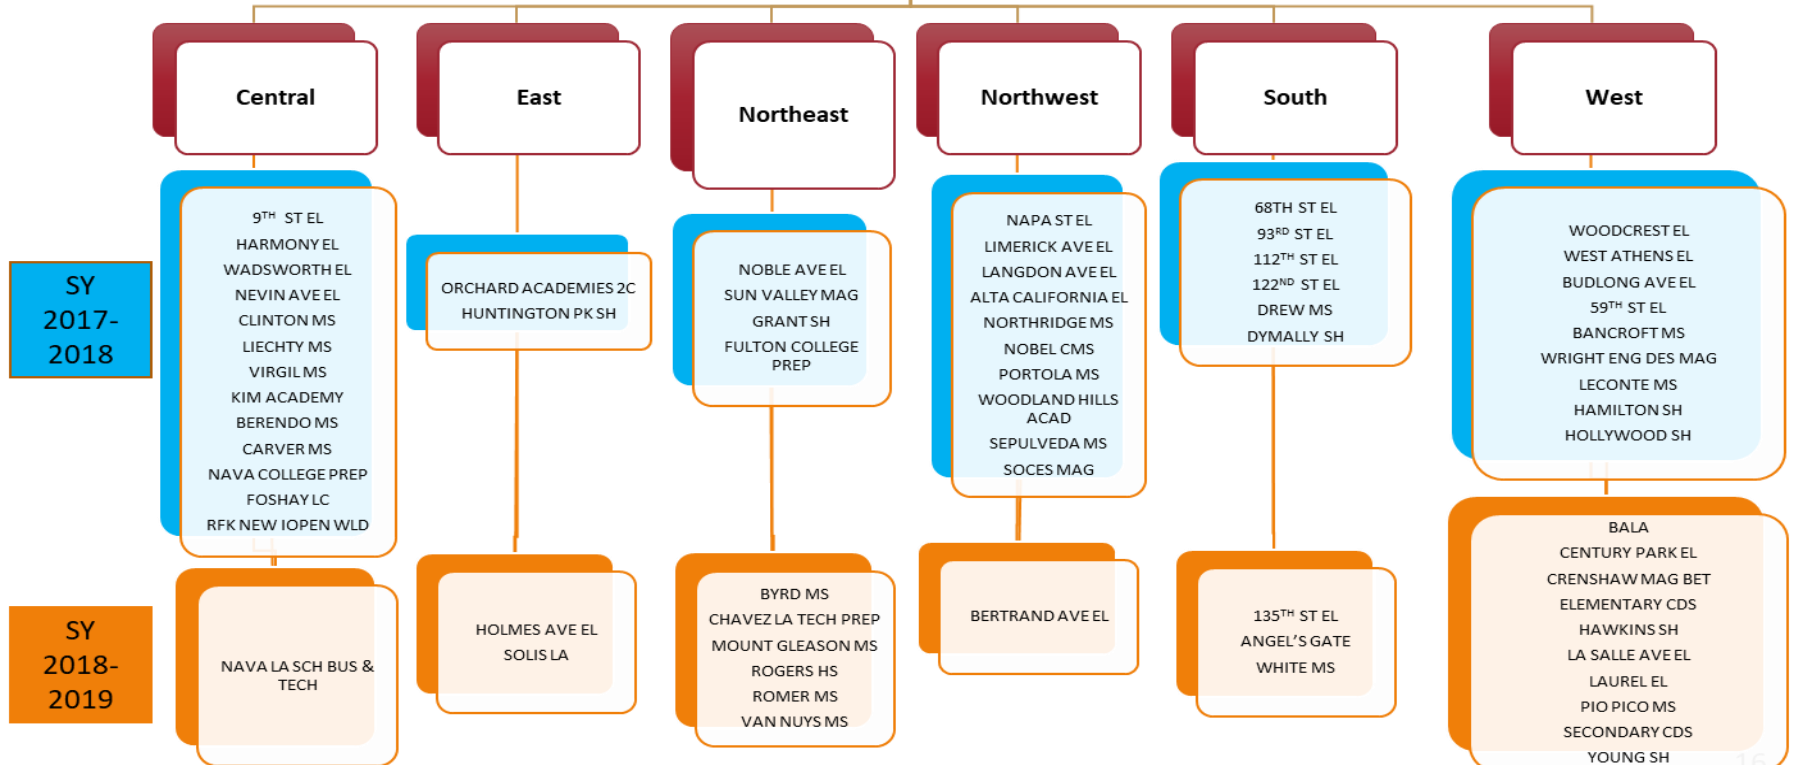 Central
East
Northeast
Northwest
South
West
SY
2017-
2018
9TH ST EL
HARMONY EL
WADSWORTH EL
NEVIN AVE EL
CLINTON MS
LIECHTY MS
VIRGIL MS
KIM ACADEMY
BERENDO MS
CARVER MS
NAVA COLLEGE PREP
FOSHAY LC
RFK NEW IOPEN WLD
ORCHARD ACADEMIES 2C
HUNTINGTON PK SH
NOBLE AVE EL
SUN VALLEY MAG
GRANT SH
FULTON COLLEGE
PREP
NAPA ST EL
LIMERICK AVE EL
LANGDON AVE EL
ALTA CALIFORNIA EL
NORTHRIDGE MS
NOBEL CMS
PORTOLA MS
WOODLAND HILLS
ACAD
SEPULVEDA MS
SOCES MAG
68TH ST EL
93RD ST EL
112TH ST EL
122ND ST EL
DREW MS
DYMALLY SH
WOODCREST EL
WEST ATHENS EL
BUDLONG AVE EL
59TH ST EL
BANCROFT MS
WRIGHT ENG DES MAG
LECONTE MS
HAMILTON SH
HOLLYWOOD SH
SY
2018-
2019
NAVA LA SCH BUS &
TECH
HOLMES AVE EL
SOLIS LA
BYRD MS
CHAVEZ LA TECH PREP
MOUNT GLEASON MS
ROGERS HS
ROMER MS
VAN NUYS MS
BERTRAND AVE EL
135TH ST EL
ANGEL'S GATE
WHITE MS
BALA
CENTURY PARK EL
CRENSHAW MAG BET
ELEMENTARY CDS
HAWKINS SH
LA SALLE AVE EL
LAUREL EL
PIO PICO MS
SECONDARY CDS
YOUNG SH
16